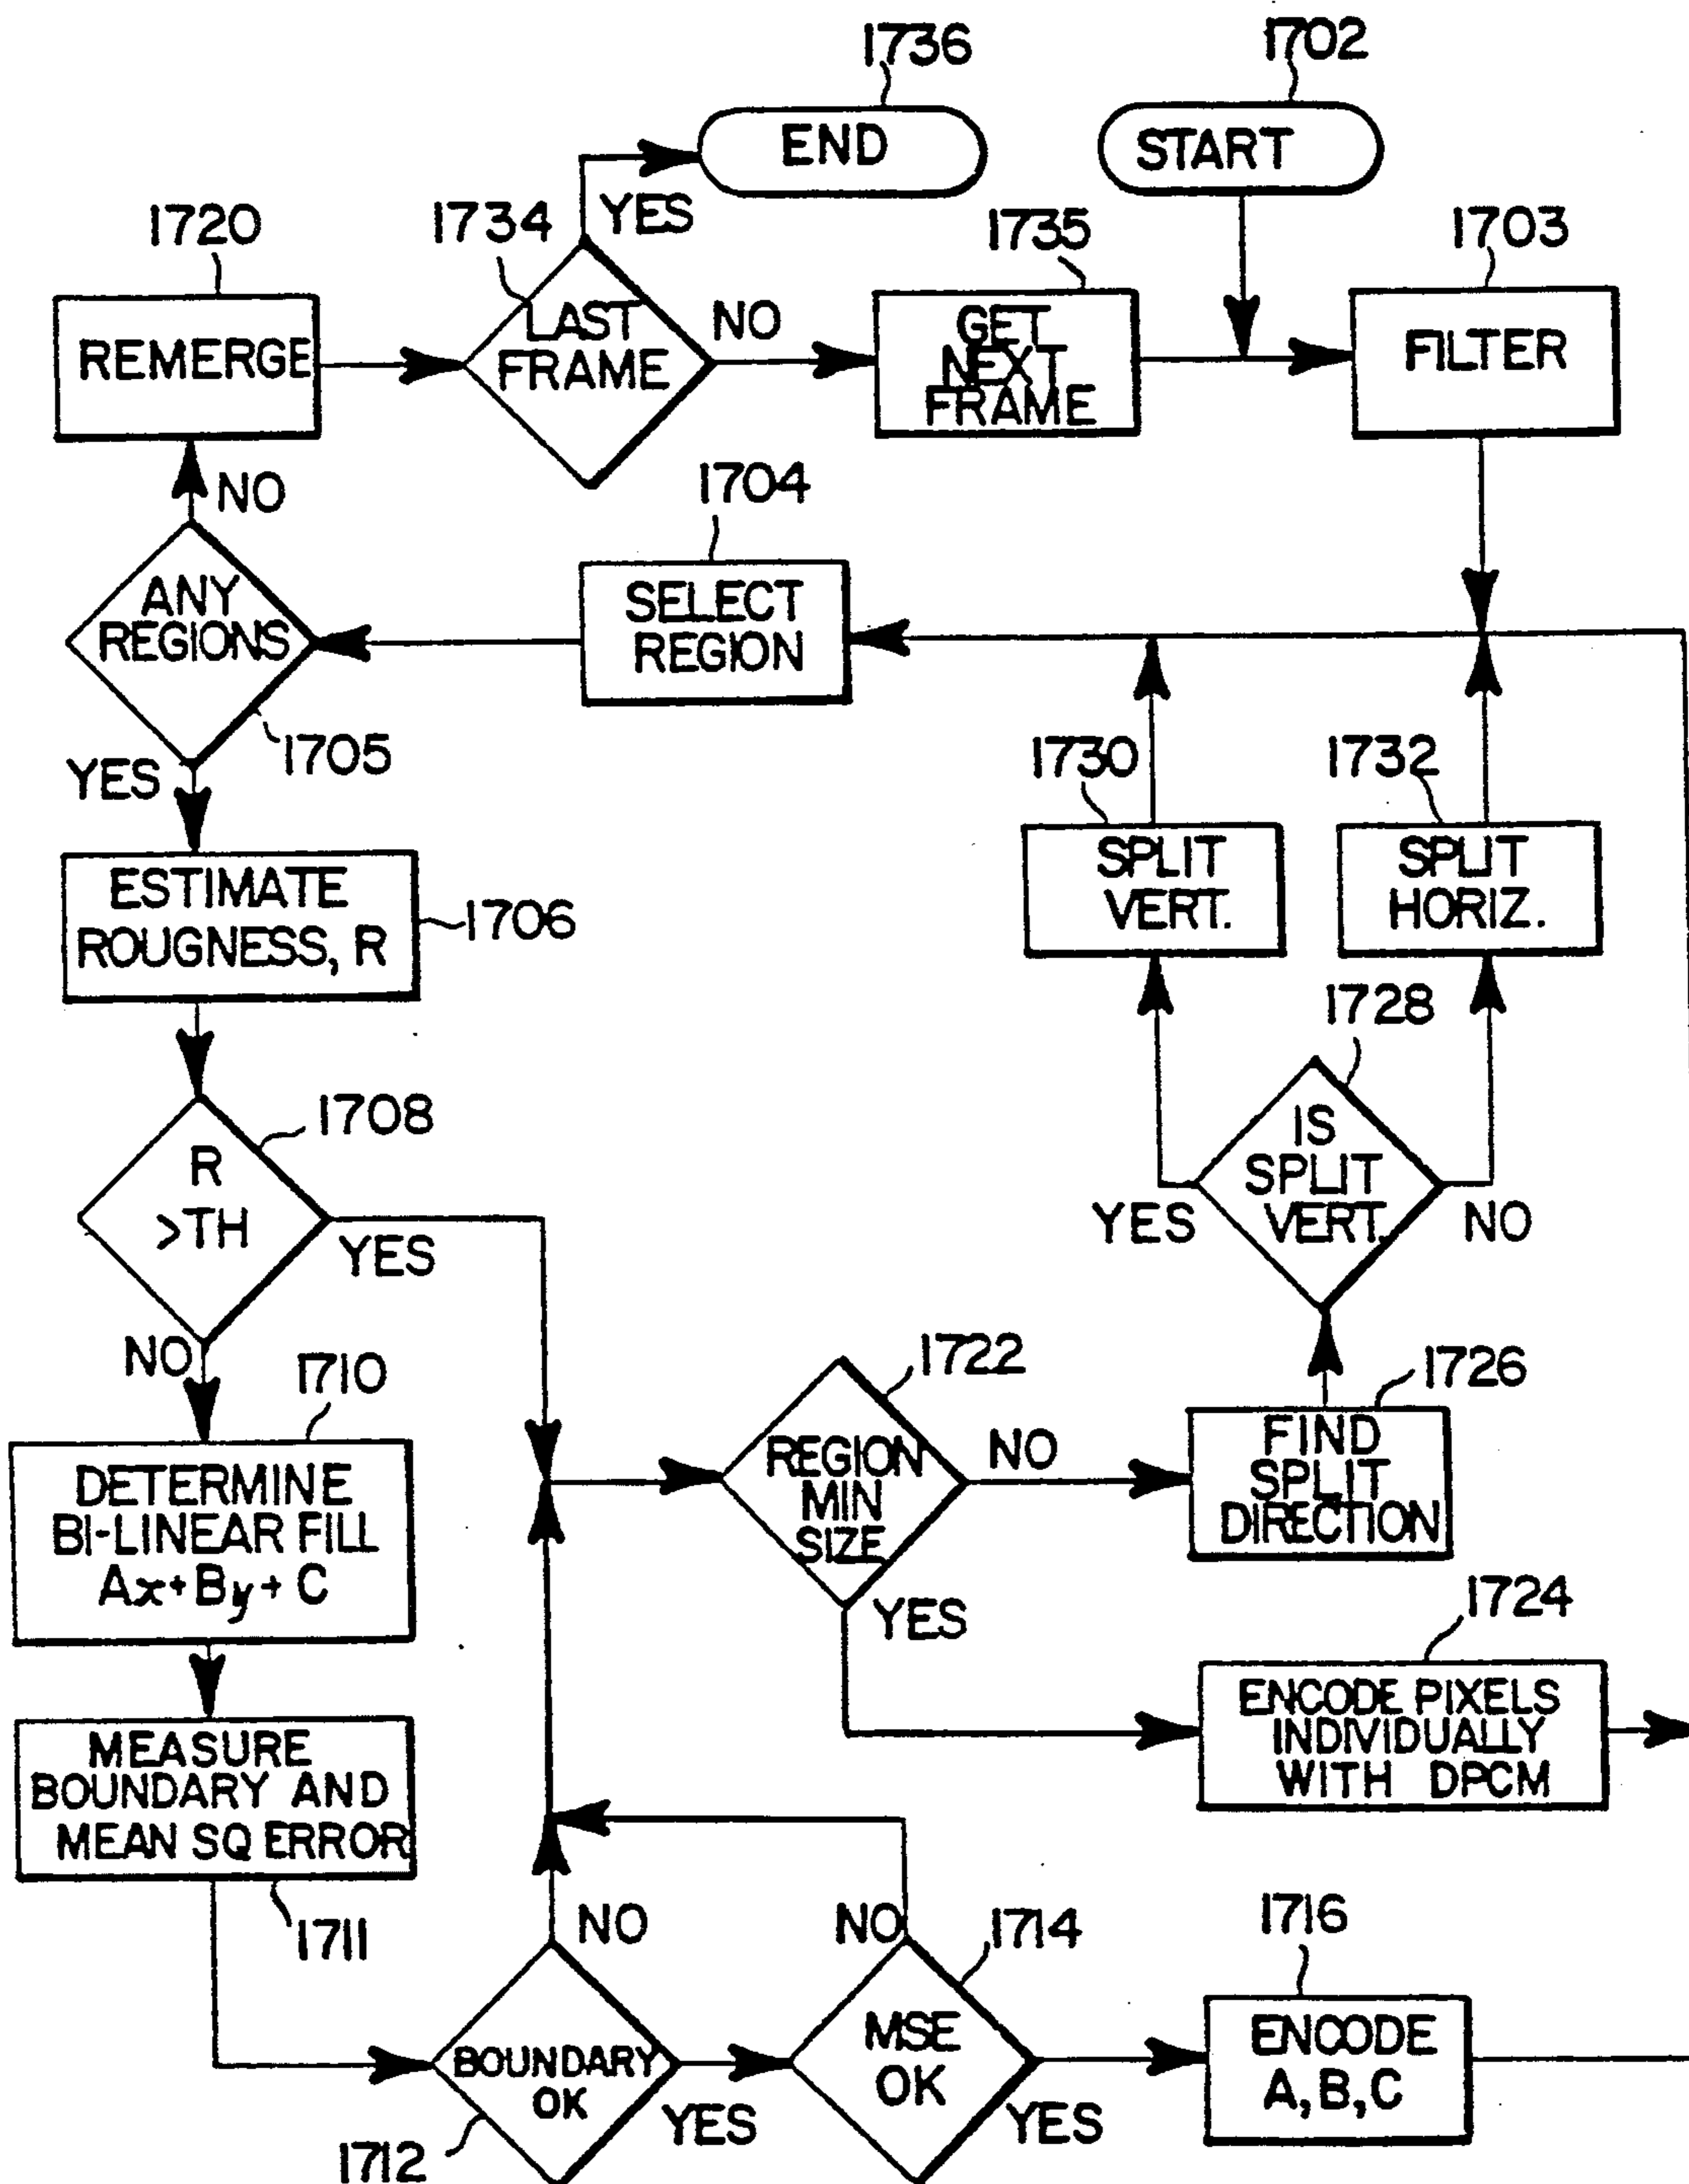 1736
1702
END
START
1720
1734
YES
1735
1703
REMERGE
LAST
FRAME
NO
GET
NEXT
FRAME
FILTER
NO
1704
ANY
REGIONS
SELECT
REGION
1705
YES
1730
1732
ESTIMATE
ROUGNESS, R
1706
SPLIT
VERT.
SPLIT
HORIZ.
1728
1708
R
>TH
YES
IS
SPLIT
VERT.
YES
NO
NO
1710
1722
1726
DETERMINE
BI-LINEAR FILL
Ax+By+C
REGION
MIN
SIZE
NO
FIND
SPLIT
DIRECTION
YES
1724
MEASURE
BOUNDARY AND
MEAN SQ ERROR
ENCODE PIXELS
INDIVIDUALLY
WITH DPCM
1711
NO
NO
1714
1716
BOUNDARY
OK
YES
MSE
OK
YES
ENCODE
A, B, C
1712